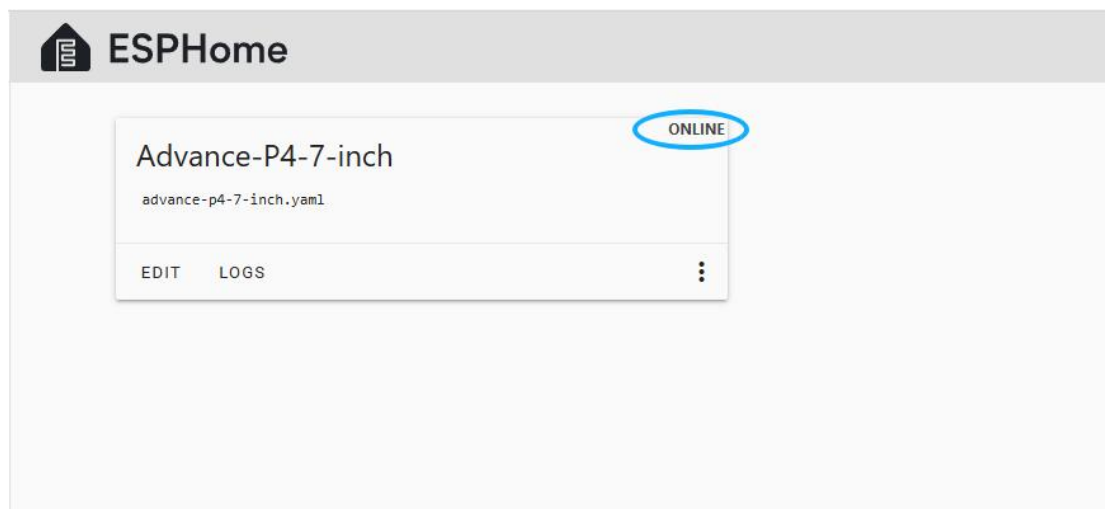 ESPHome
ONLINE
Advance-P4-7-inch
advance-p4-7-inch.yaml
EDIT LOGS